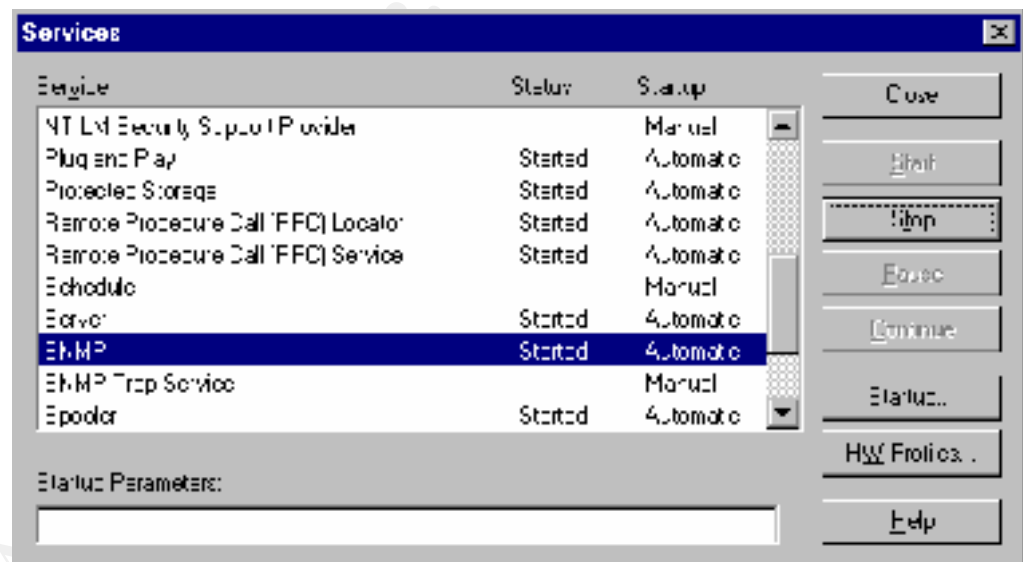 Services
Service Status Startup
NT LM Security Support Provider Manual
Plug and Play Started Automatic
Protected Storage Started Automatic
Remote Procedure Call (RPC) Locator Started Automatic
Remote Procedure Call (RPC) Service Started Automatic
Schedule Manual
Server Started Automatic
SNMP Started Automatic
SNMP Trap Service Manual
Spooler Started Automatic
Close
Start
Stop
Pause
Continue
Startup...
HW Profiles...
Startup Parameters:
Help